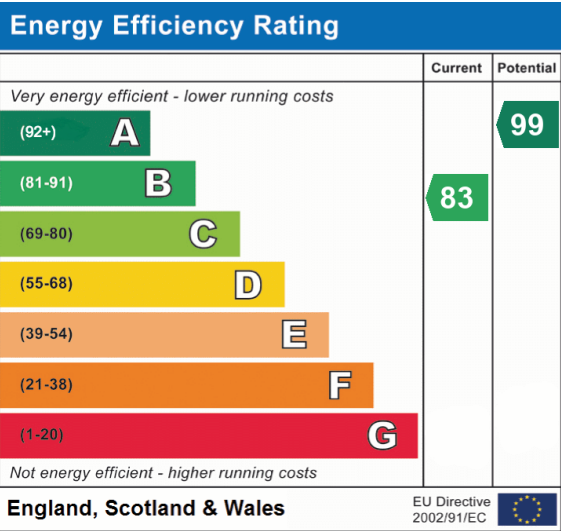 Energy Efficiency Rating
Current Potential
Very energy efficient - lower running costs
(92+) A
99
(81-91) B
83
(69-80) C
(55-68) D
(39-54) E
(21-38) F
(1-20) G
Not energy efficient - higher running costs
England, Scotland & Wales
EU Directive
2002/91/EC